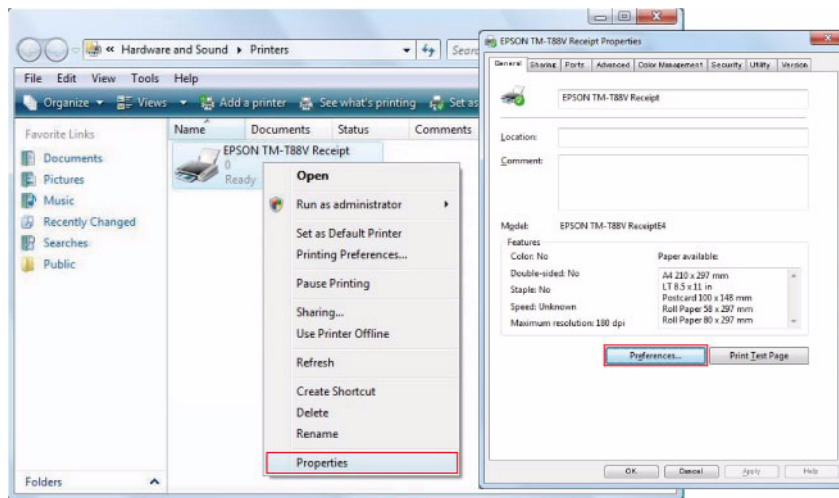 « Hardware and Sound ▸ Printers
Searc
File Edit View Tools Help
Organize Views Add a printer See what's printing Set as
Favorite Links
Documents
Pictures
Music
Recently Changed
Searches
Public
Folders
Name Documents Status Comments
EPSON TM-T88V Receipt
0
Ready
Open
Run as administrator
Set as Default Printer
Printing Preferences...
Pause Printing
Sharing...
Use Printer Offline
Refresh
Create Shortcut
Delete
Rename
Properties
EPSON TM-T88V Receipt Properties
General Sharing Ports Advanced Color Management Security Utility Version
EPSON TM-T88V Receipt
Location:
Comment:
Model: EPSON TM-T88V ReceiptE4
Features
Color: No
Double-sided: No
Staple: No
Speed: Unknown
Maximum resolution: 180 dpi
Paper available:
A4 210 x 297 mm
LT 8.5 x 11 in
Postcard 100 x 148 mm
Roll Paper 58 x 297 mm
Roll Paper 80 x 297 mm
Preferences... Print Test Page
OK Cancel Apply Help